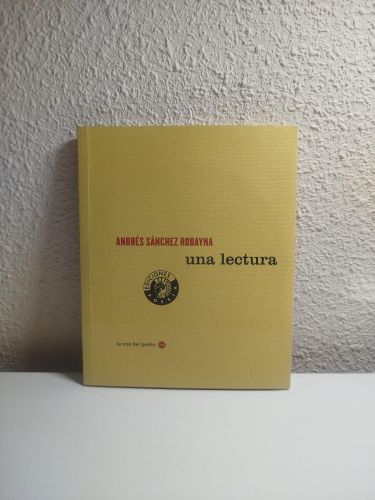 ANDRÉS SÁNCHEZ ROBAYNA
una lectura
EDICIONES
la voz del poeta